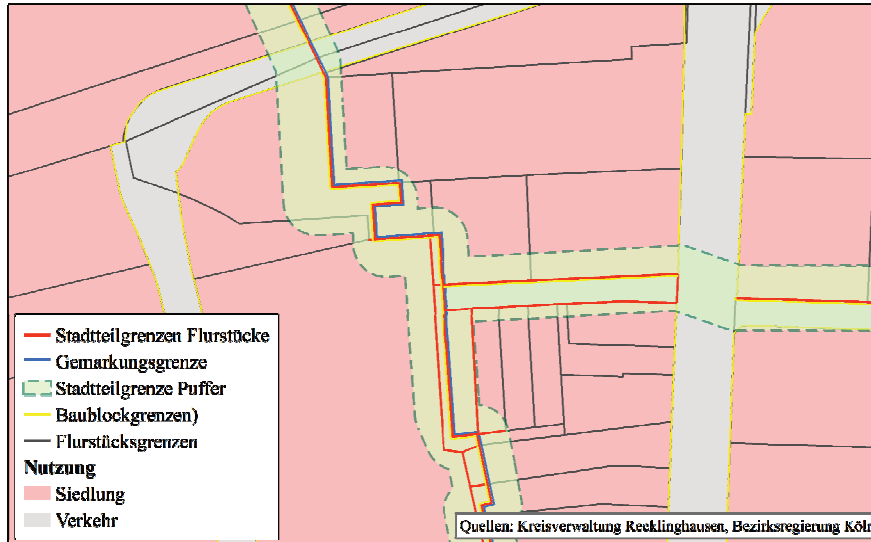 Stadtteilgrenzen Flurstücke
Gemarkungsgrenze
Stadtteilgrenze Puffer
Baublockgrenzen)
Flurstücksgrenzen
Nutzung
Siedlung
Verkehr
Quellen: Kreisverwaltung Recklinghausen, Bezirksregierung Köln